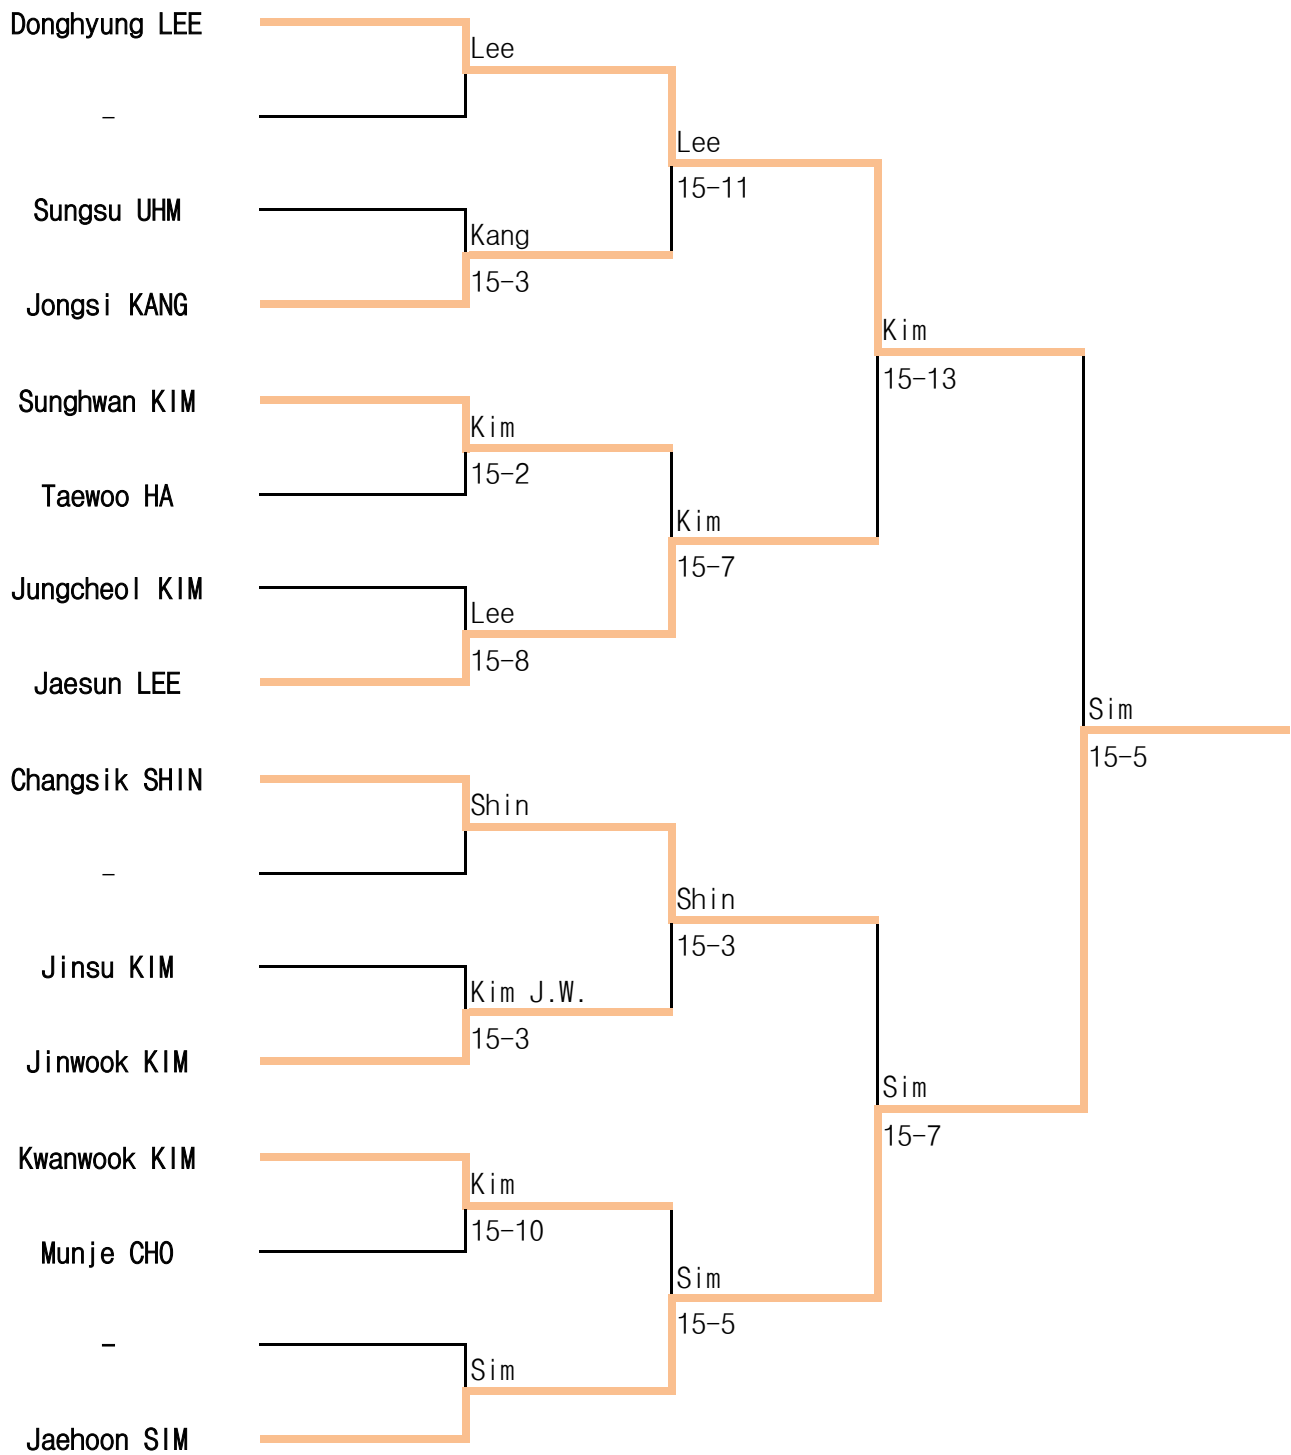 Donghyung LEE
Lee
-
Lee
15-11
Sungsu UHM
Kang
15-3
Jongsi KANG
Kim
15-13
Sunghwan KIM
Kim
15-2
Taewoo HA
Kim
15-7
Jungcheol KIM
Lee
15-8
Jaesun LEE
Sim
15-5
Changsik SHIN
Shin
-
Shin
15-3
Jinsu KIM
Kim J.W.
15-3
Jinwook KIM
Sim
15-7
Kwanwook KIM
Kim
15-10
Munje CHO
Sim
15-5
-
Sim
Jaehoon SIM